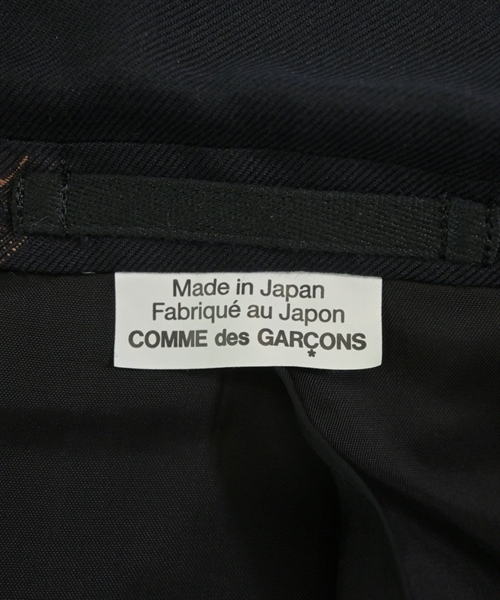 Made in Japan
Fabriqué au Japon
COMME des GARÇONS